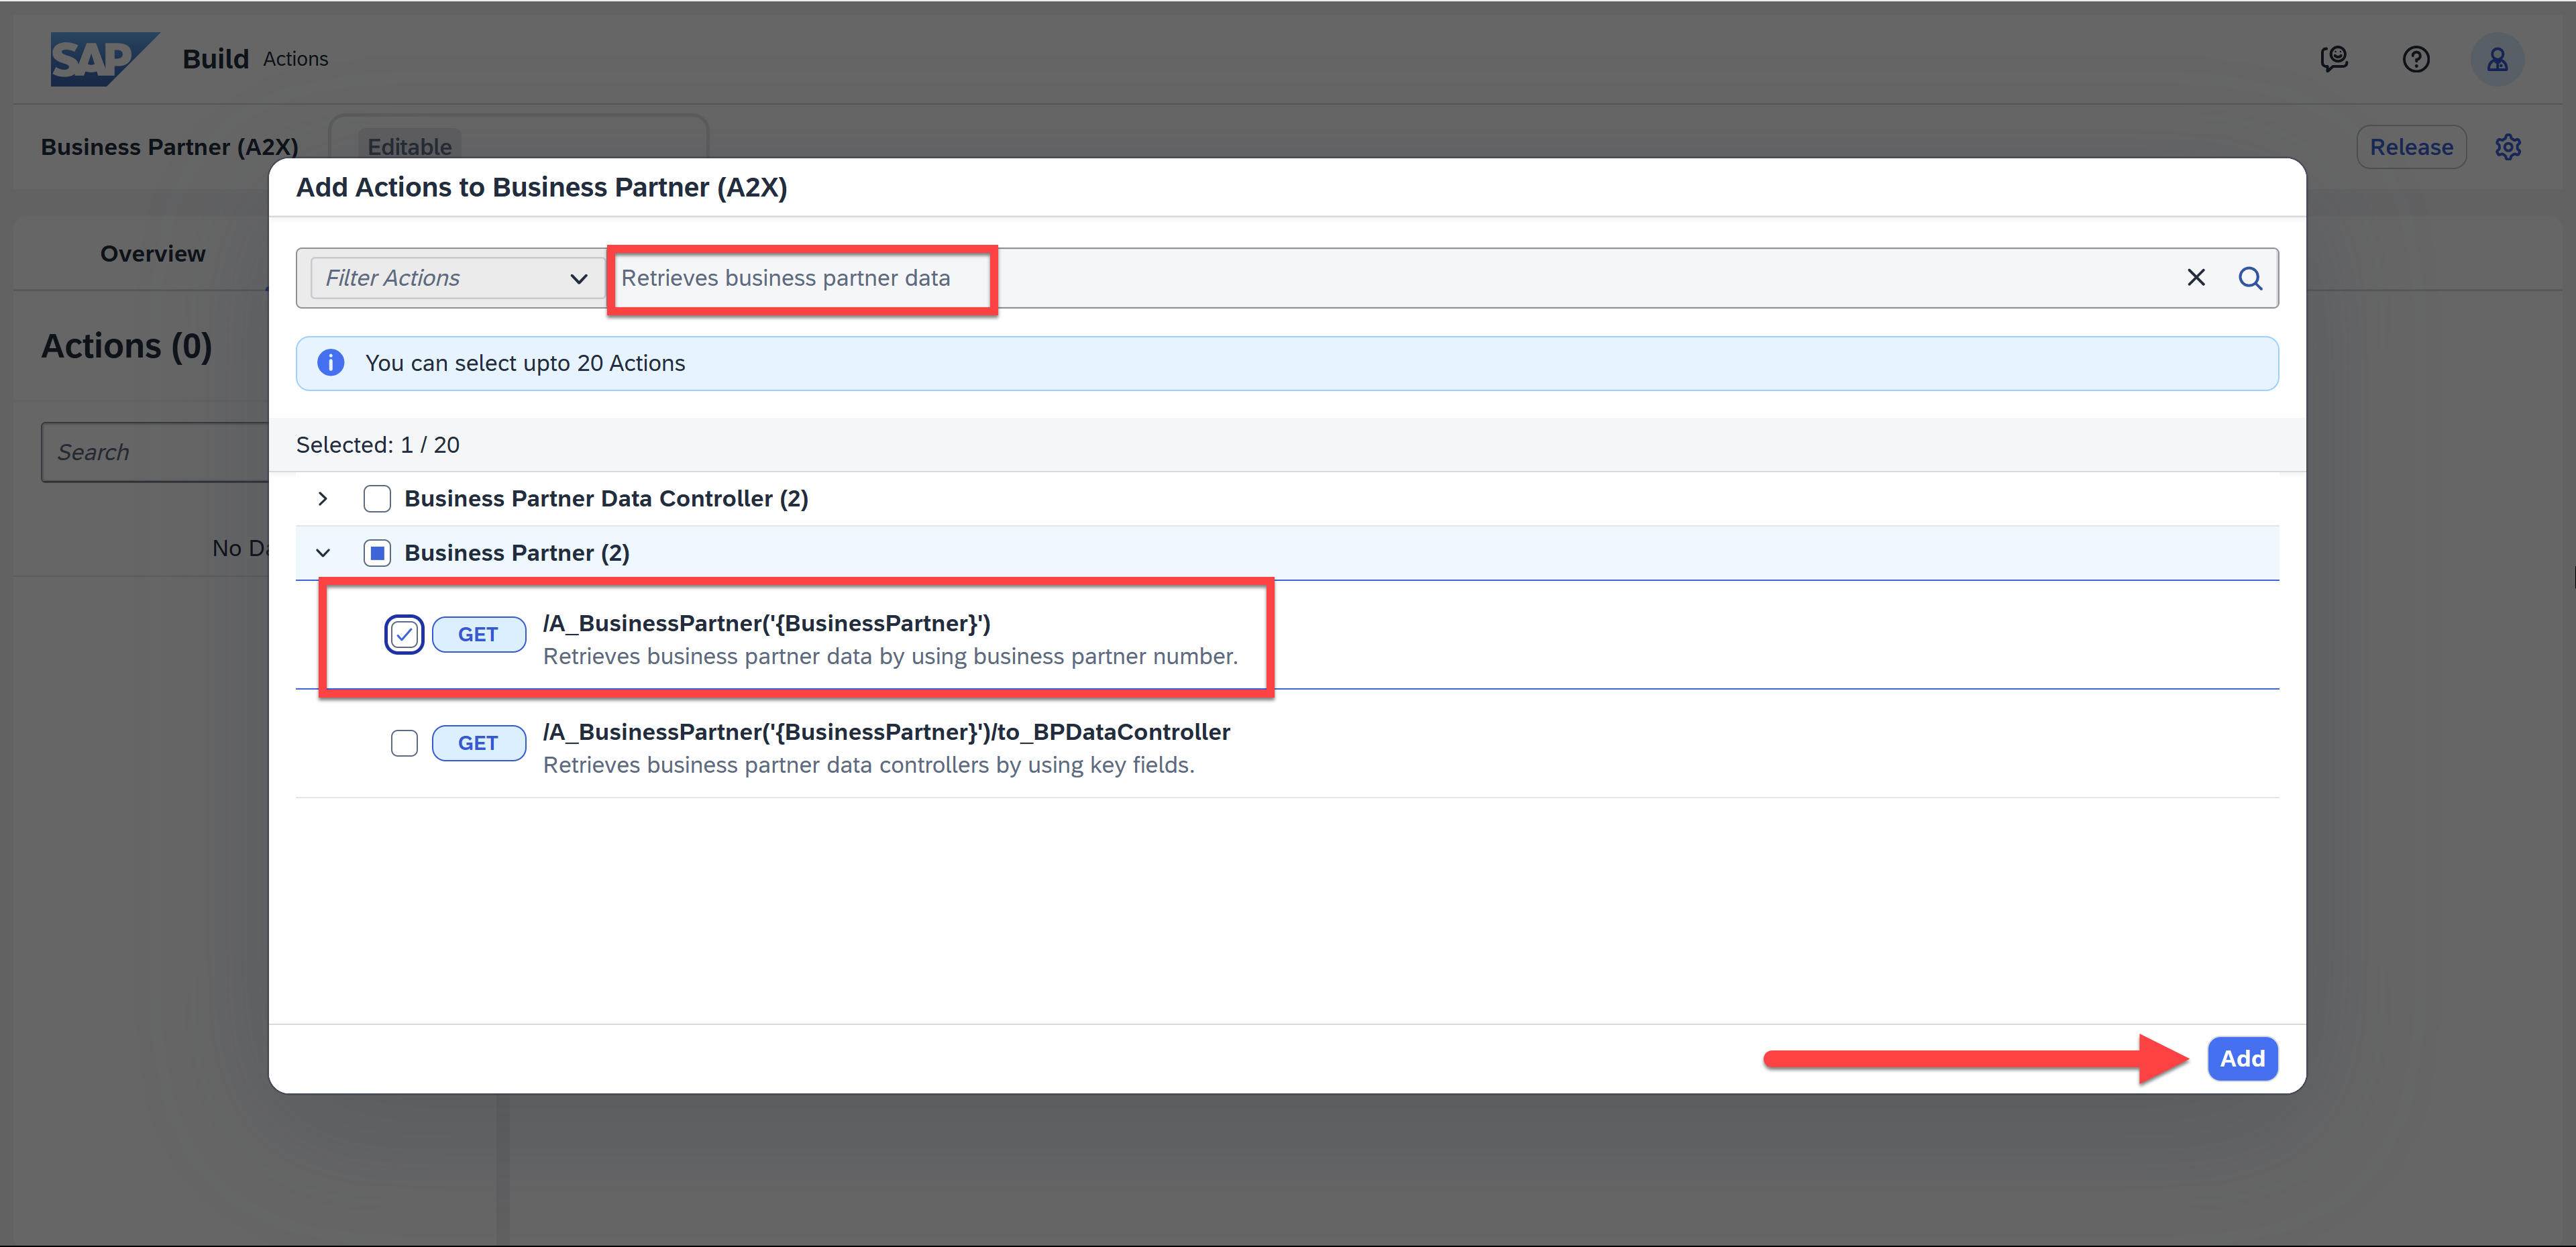 SAP Build Actions
Business Partner (A2X) Editable Release
Add Actions to Business Partner (A2X)
Overview
Filter Actions Retrieves business partner data
Actions (0)
You can select upto 20 Actions
Search
Selected: 1 / 20
Business Partner Data Controller (2)
No
Business Partner (2)
GET /A_BusinessPartner('{BusinessPartner}')
Retrieves business partner data by using business partner number.
GET /A_BusinessPartner('{BusinessPartner}')/to_BPDataController
Retrieves business partner data controllers by using key fields.
Add